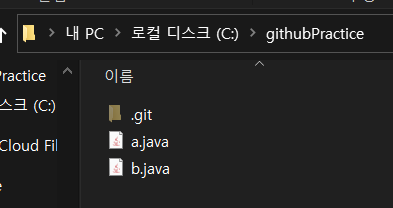 내 PC > 로컬 디스크 (C:) > githubPractice
Practice
이름
스크 (C:)
.git
a.java
Cloud Fil
b.java